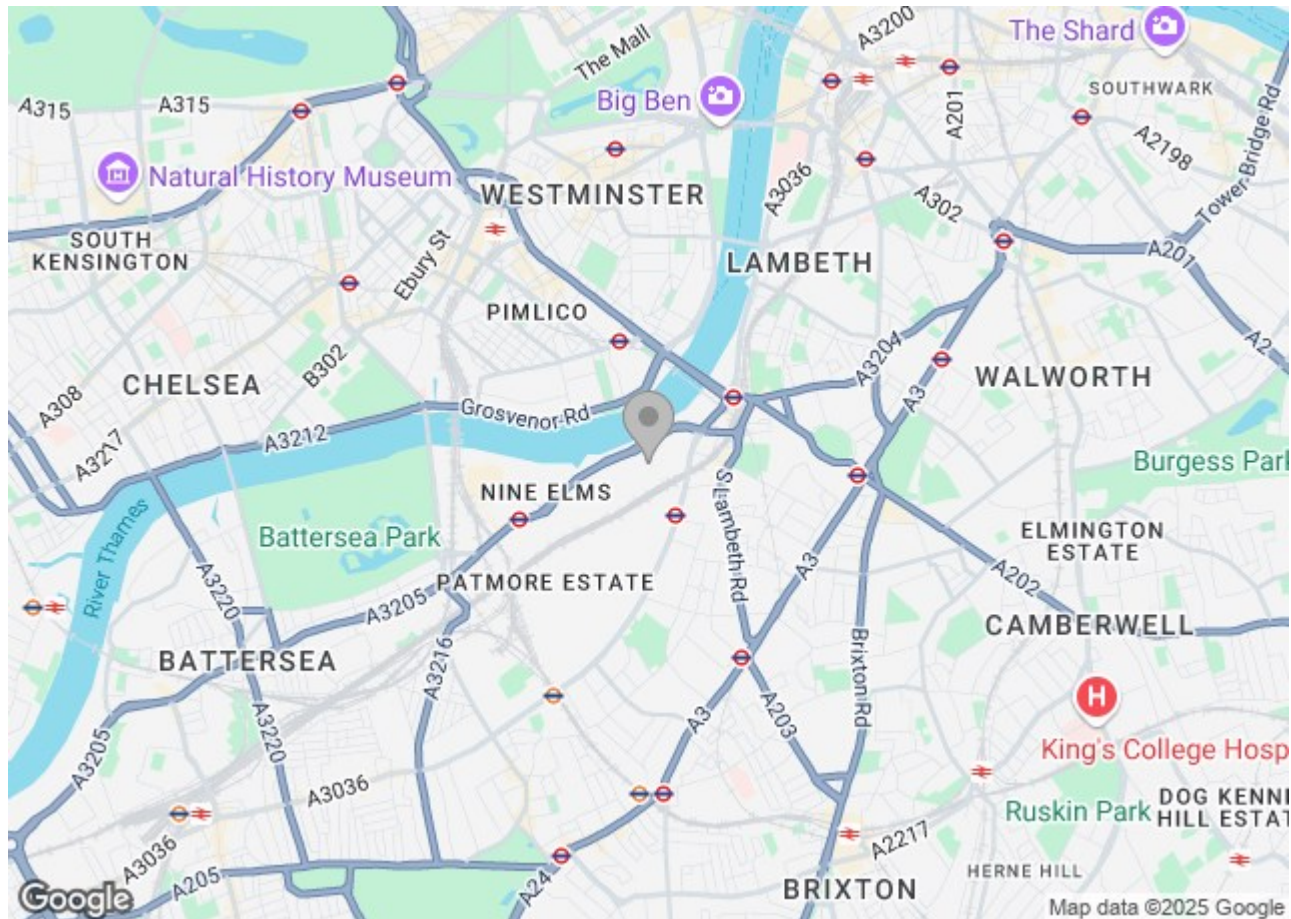 A3200
The Shard
The Mall
A315
A315
Big Ben
A201
SOUTHWARK
Tower Bridge Rd
A2198
Natural History Museum
WESTMINSTER
A3036
A302
SOUTH
KENSINGTON
Ebury St
LAMBETH
A201
PIMLICO
A2
B302
A3204
CHELSEA
A3
WALWORTH
A308
Grosvenor Rd
A3212
A3217
Burgess Park
S Lambeth Rd
NINE ELMS
River Thames
Battersea Park
ELMINGTON
ESTATE
A3
A202
A3220
PATMORE ESTATE
A3205
CAMBERWELL
BATTERSEA
A3216
Brixton Rd
A3
A203
A3220
A3205
King's College Hosp
A3036
Ruskin Park
DOG KENNE
HILL ESTAT
A2217
A3036
HERNE HILL
A205
A24
BRIXTON
Google
Map data ©2025 Google